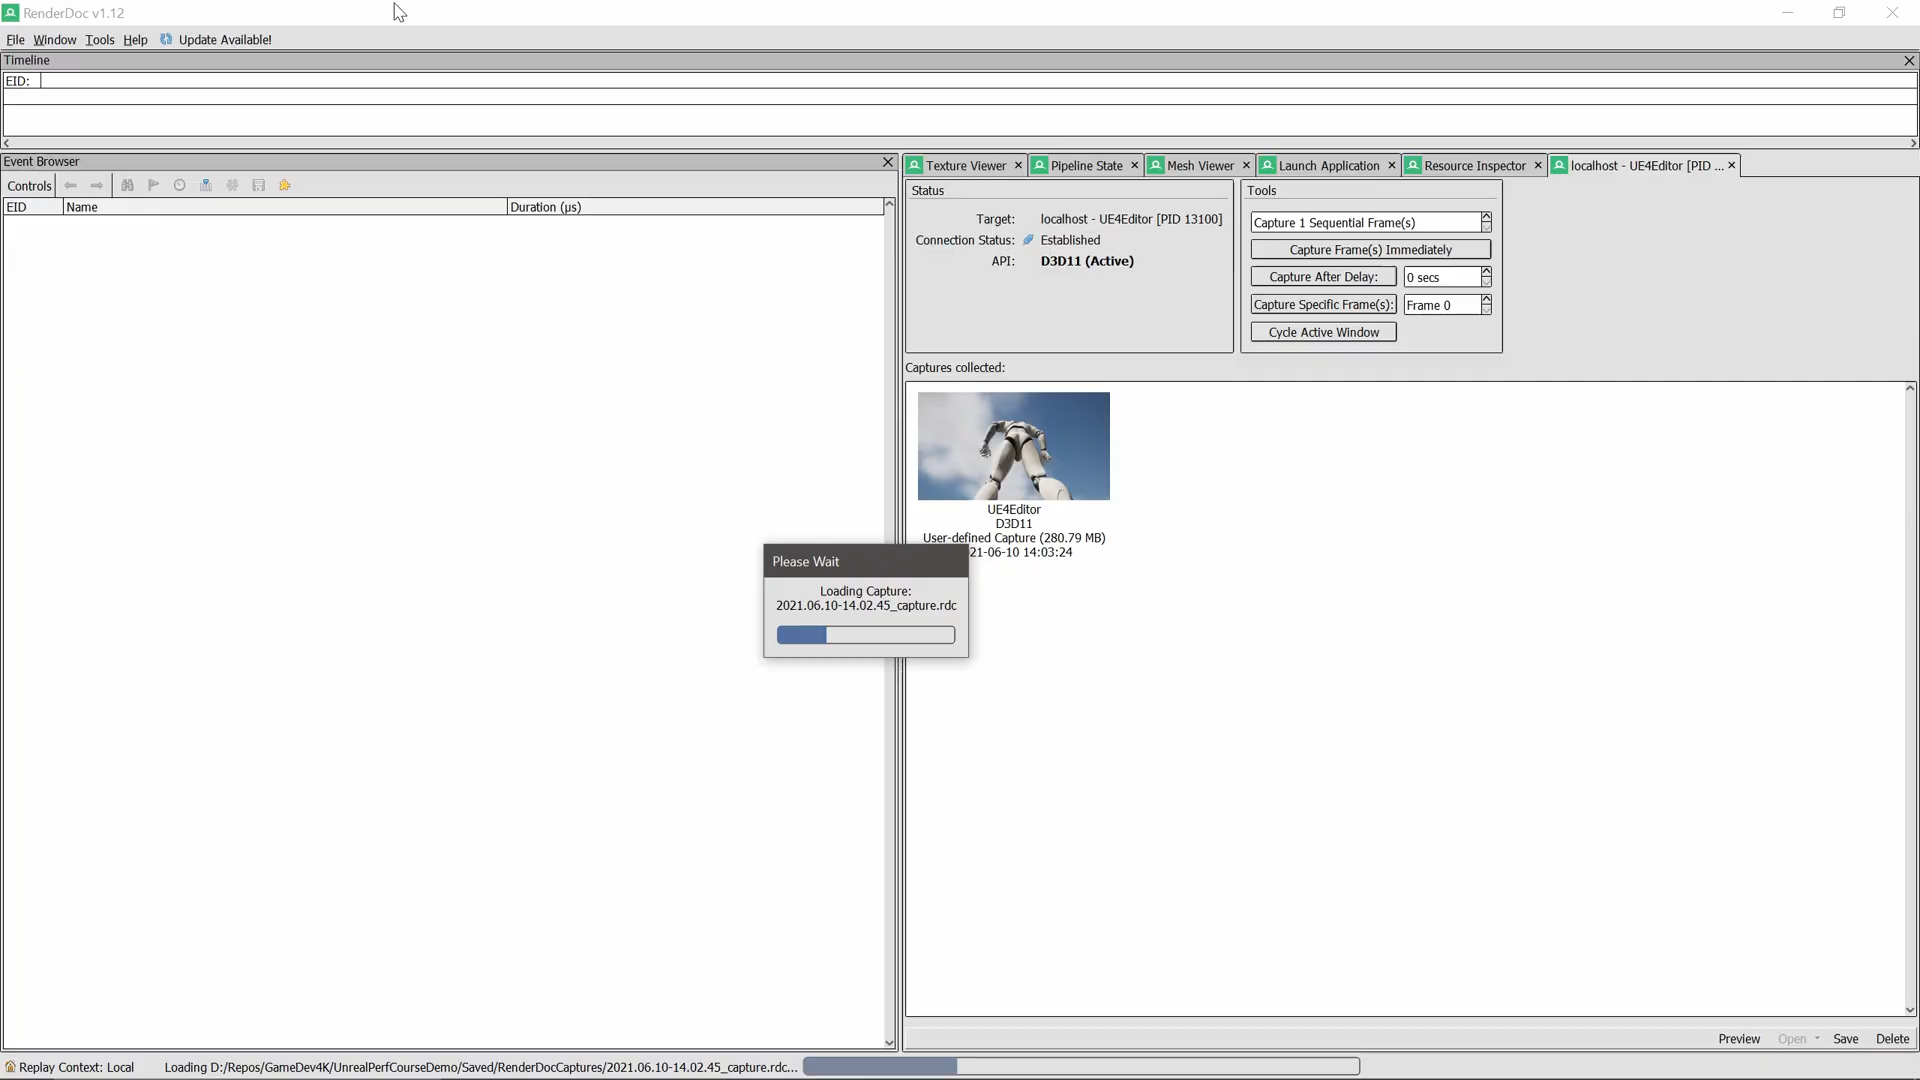 RenderDoc v1.12
File Window Tools Help Update Available!
Timeline
EID:
Event Browser
Controls
EID Name Duration (µs)
Texture Viewer Pipeline State Mesh Viewer Launch Application Resource Inspector localhost - UE4Editor [PID ...
Status
Target: localhost - UE4Editor [PID 13100]
Connection Status: Established
API: D3D11 (Active)
Tools
Capture 1 Sequential Frame(s)
Capture Frame(s) Immediately
Capture After Delay: 0 secs
Capture Specific Frame(s): Frame 0
Cycle Active Window
Captures collected:
UE4Editor
D3D11
User-defined Capture (280.79 MB)
21-06-10 14:03:24
Please Wait
Loading Capture:
2021.06.10-14.02.45_capture.rdc
Preview Open Save Delete
Replay Context: Local Loading D:/Repos/GameDev4K/UnrealPerfCourseDemo/Saved/RenderDocCaptures/2021.06.10-14.02.45_capture.rdc...